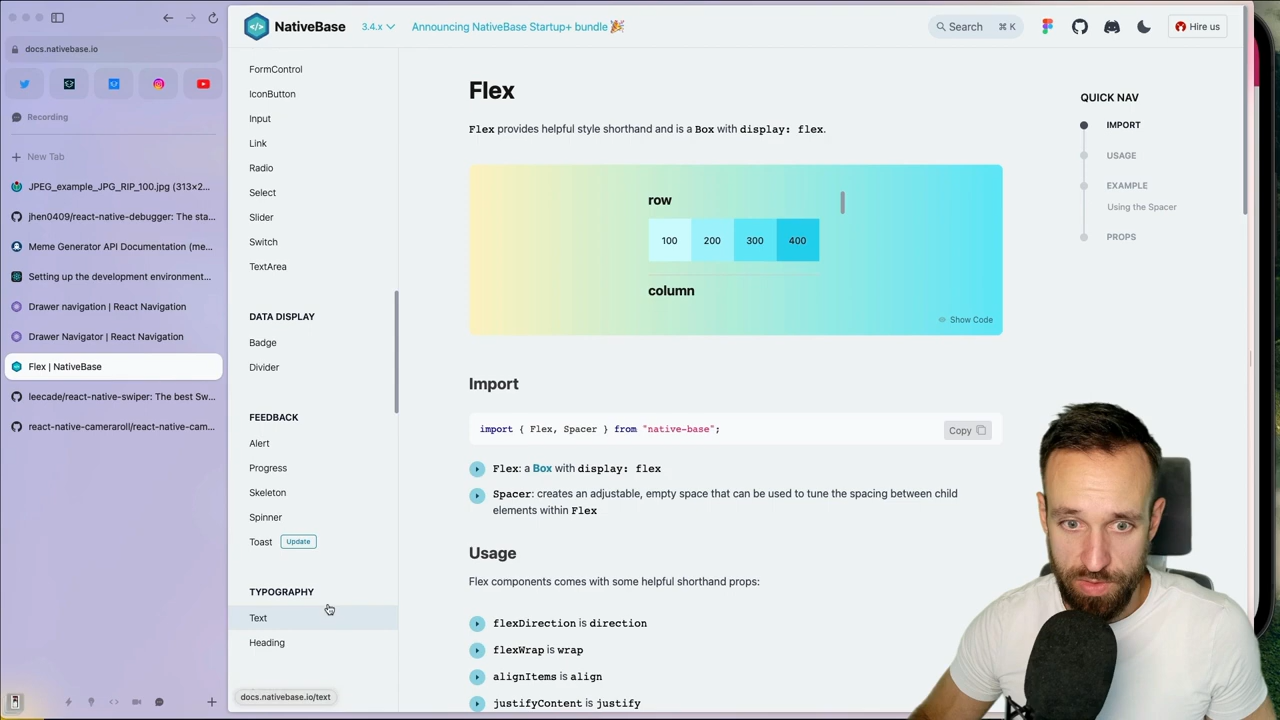 docs.nativebase.io
Recording
New Tab
JPEG_example_JPG_RIP_100.jpg (313×2...
jhen0409/react-native-debugger: The sta...
Meme Generator API Documentation (me...
Setting up the development environment...
Drawer navigation | React Navigation
Drawer Navigator | React Navigation
Flex | NativeBase
leecade/react-native-swiper: The best Sw...
react-native-cameraroll/react-native-cam...
NativeBase
3.4.x
Announcing NativeBase Startup+ bundle 🎉
Search
⌘ K
Hire us
FormControl
IconButton
Input
Link
Radio
Select
Slider
Switch
TextArea
DATA DISPLAY
Badge
Divider
FEEDBACK
Alert
Progress
Skeleton
Spinner
Toast Update
TYPOGRAPHY
Text
Heading
docs.nativebase.io/text
Flex
Flex provides helpful style shorthand and is a Box with display: flex.
row
100 200 300 400
column
Show Code
Import
import { Flex, Spacer } from "native-base";
Copy
Flex: a Box with display: flex
Spacer: creates an adjustable, empty space that can be used to tune the spacing between child
elements within Flex
Usage
Flex components comes with some helpful shorthand props:
flexDirection is direction
flexWrap is wrap
alignItems is align
justifyContent is justify
QUICK NAV
IMPORT
USAGE
EXAMPLE
Using the Spacer
PROPS